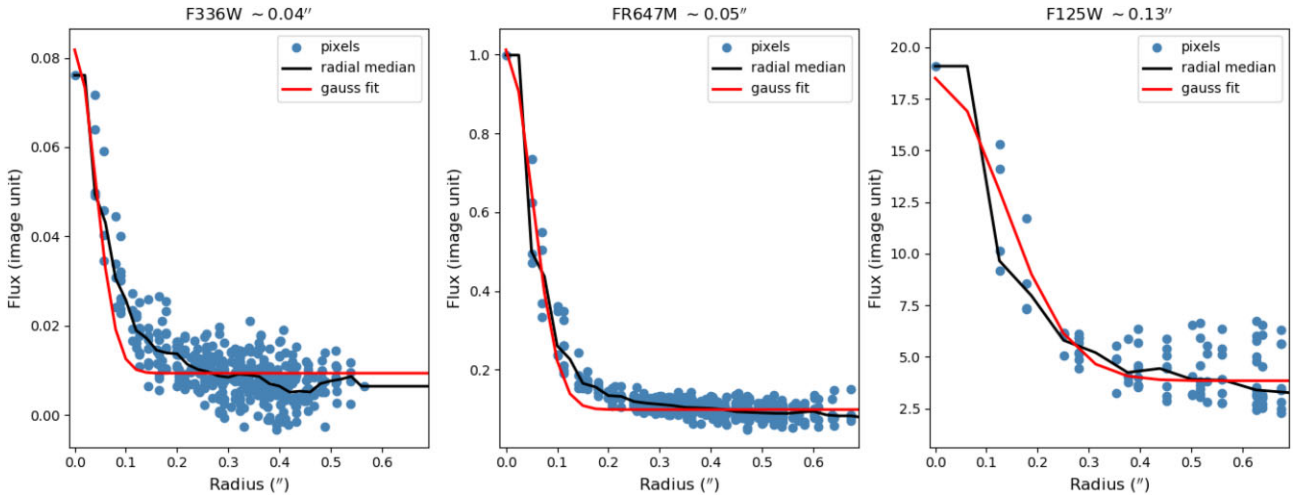 F336W ~0.04″
Flux (image unit)
0.08
0.06
0.04
0.02
0.00
pixels
radial median
gauss fit
0.0 0.1 0.2 0.3 0.4 0.5 0.6
Radius (″)
FR647M ~0.05″
Flux (image unit)
1.0
0.8
0.6
0.4
0.2
pixels
radial median
gauss fit
0.0 0.1 0.2 0.3 0.4 0.5 0.6
Radius (″)
F125W ~0.13″
Flux (image unit)
20.0
17.5
15.0
12.5
10.0
7.5
5.0
2.5
pixels
radial median
gauss fit
0.0 0.1 0.2 0.3 0.4 0.5 0.6
Radius (″)